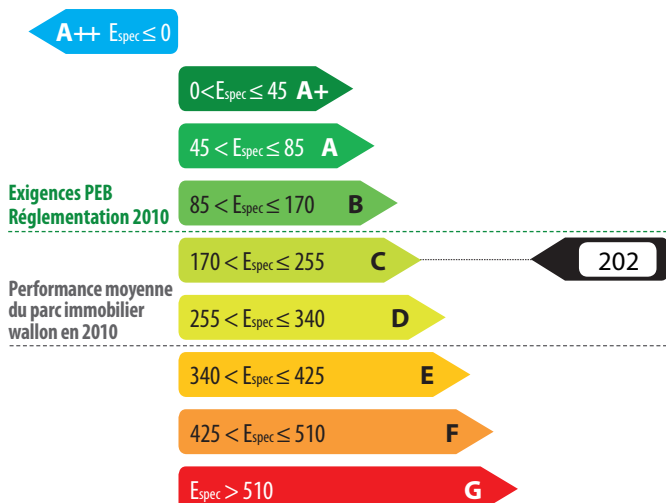 A++ Espec ≤ 0
0 < Espec ≤ 45 A+
45 < Espec ≤ 85 A
Exigences PEB
Réglementation 2010
85 < Espec ≤ 170 B
170 < Espec ≤ 255 C
202
Performance moyenne
du parc immobilier
wallon en 2010
255 < Espec ≤ 340 D
340 < Espec ≤ 425 E
425 < Espec ≤ 510 F
Espec > 510 G